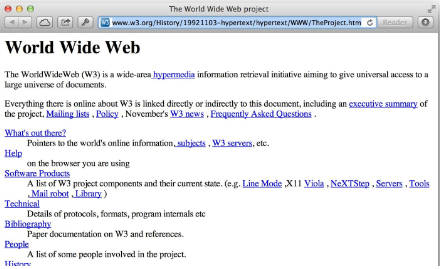 The World Wide Web project
W3 www.w3.org/History/19921103-hypertext/hypertext/WWW/TheProject.htm
Reader
World Wide Web
The WorldWideWeb (W3) is a wide-area hypermedia information retrieval initiative aiming to give universal access to a
large universe of documents.
Everything there is online about W3 is linked directly or indirectly to this document, including an executive summary of
the project, Mailing lists , Policy , November's W3 news , Frequently Asked Questions .
What's out there?
Pointers to the world's online information, subjects , W3 servers, etc.
Help
on the browser you are using
Software Products
A list of W3 project components and their current state. (e.g. Line Mode ,X11 Viola , NeXTStep , Servers , Tools
, Mail robot , Library )
Technical
Details of protocols, formats, program internals etc
Bibliography
Paper documentation on W3 and references.
People
A list of some people involved in the project.
History